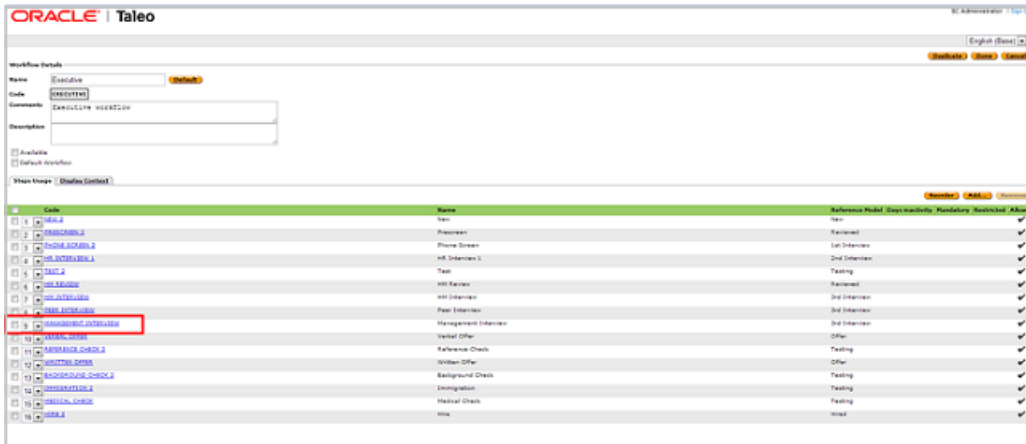 ORACLE | Taleo
SC Administrator | Sign
English (Base)
Duplicate Done Cancel
Workflow Details
Name Executive Default
Code EXECUTIVE
Comments Executive workflow
Description
Available
Default Workflow
Steps Usage Display Context
Reorder Add... Remove
Code Name Reference Model Days Inactivity Mandatory Restricted Allow
1 NEW 2 New New
2 PRESCREEN 2 Prescreen Reviewed
3 PHONE SCREEN 2 Phone Screen 1st Interview
4 HR INTERVIEW 1 HR Interview 1 2nd Interview
5 TEST 2 Test Testing
6 HM REVIEW HM Review Reviewed
7 HM INTERVIEW HM Interview 3rd Interview
PEER INTERVIEW Peer Interview 3rd Interview
9 MANAGEMENT INTERVIEW Management Interview 3rd Interview
10 VERBAL OFFER Verbal Offer Offer
11 REFERENCE CHECK 2 Reference Check Testing
12 WRITTEN OFFER Written Offer Offer
13 BACKGROUND CHECK 2 Background Check Testing
14 IMMIGRATION 2 Immigration Testing
15 MEDICAL CHECK Medical Check Testing
16 HIRE 2 Hire Hired